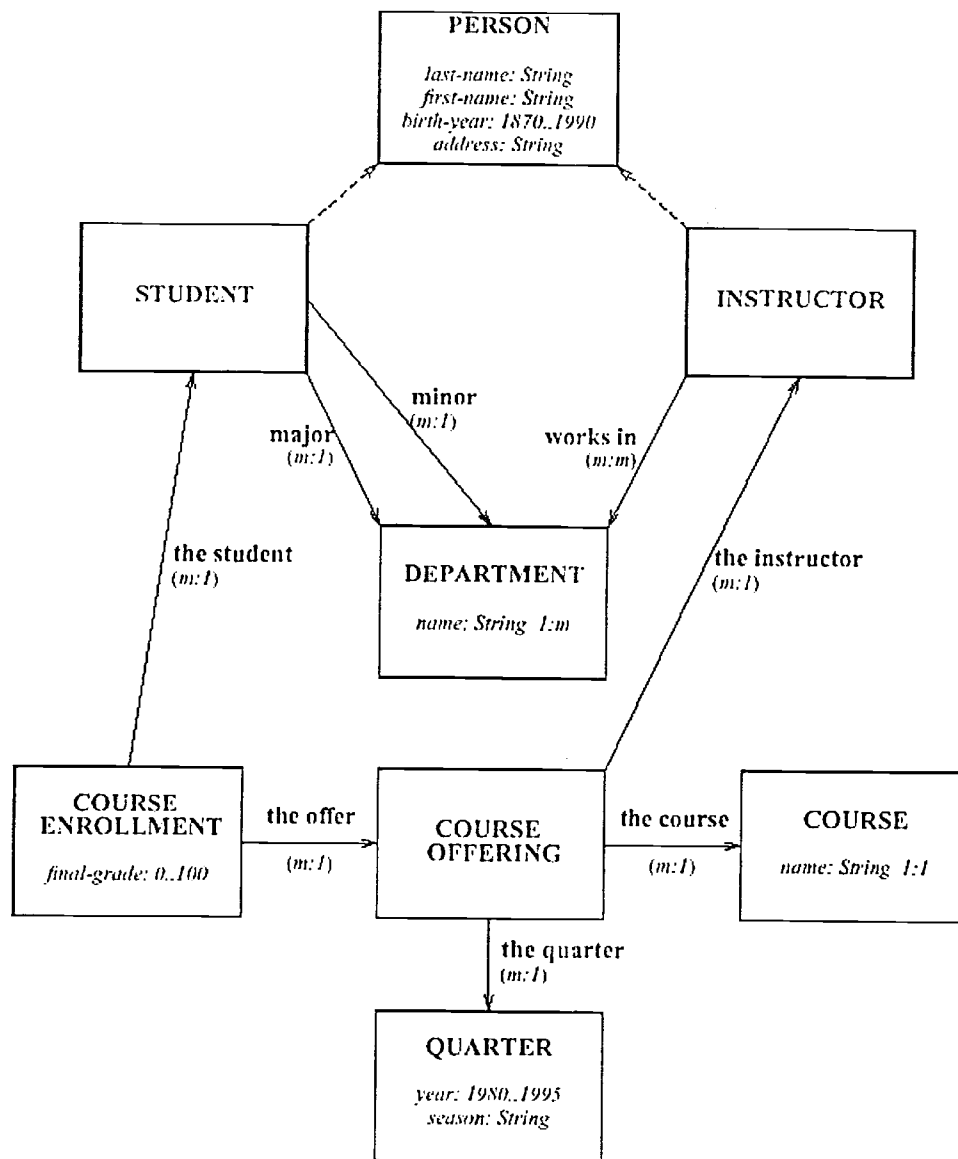 PERSON
last-name: String
first-name: String
birth-year: 1870..1990
address: String
STUDENT
INSTRUCTOR
minor
(m:1)
major
(m:1)
works in
(m:m)
the student
(m:1)
the instructor
(m:1)
DEPARTMENT
name: String 1:m
COURSE
ENROLLMENT
final-grade: 0..100
the offer
(m:1)
COURSE
OFFERING
the course
(m:1)
COURSE
name: String 1:1
the quarter
(m:1)
QUARTER
year: 1980..1995
season: String